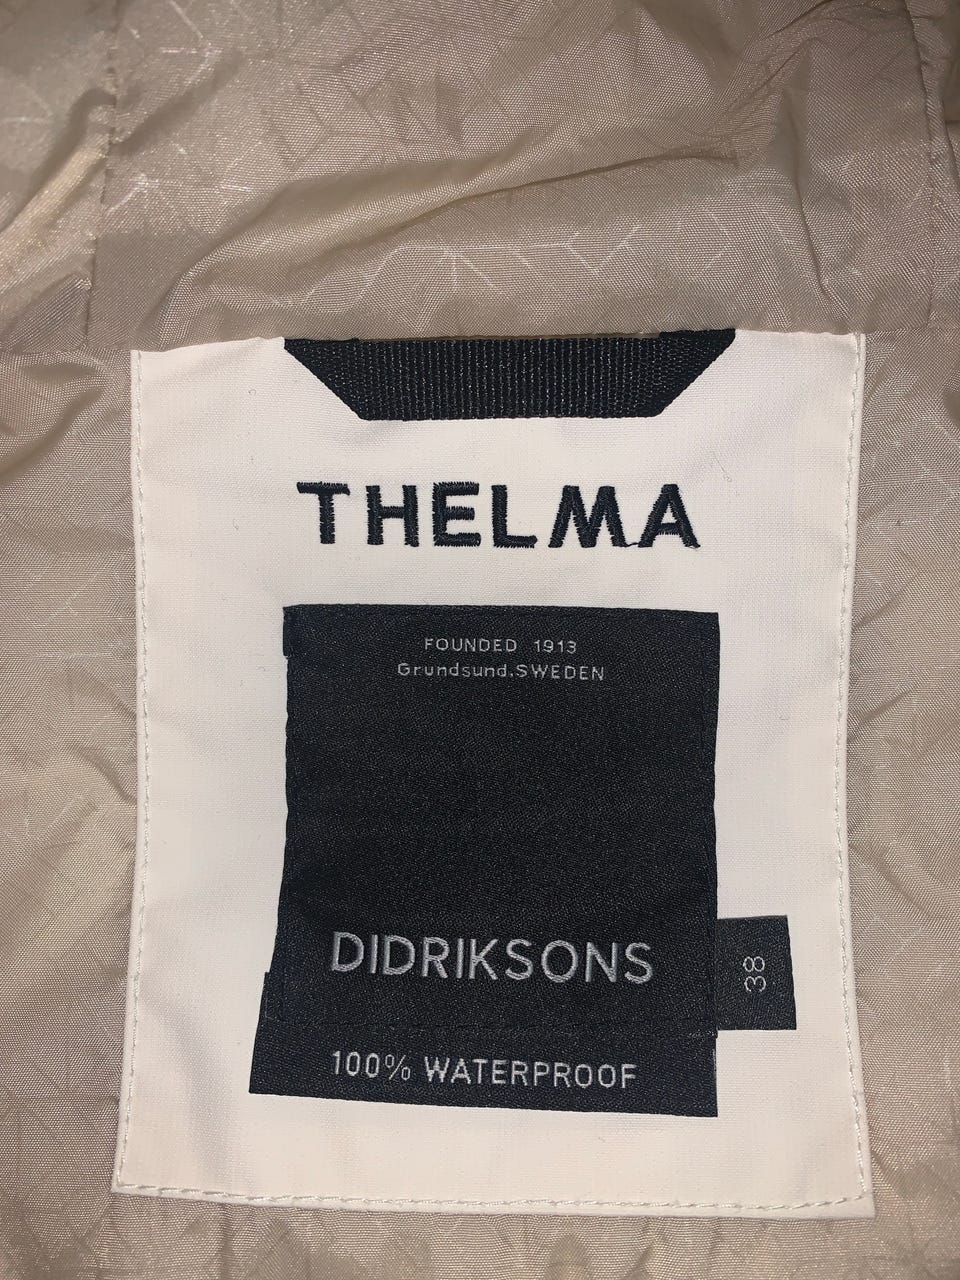 THELMA
FOUNDED 1913
Grundsund.SWEDEN
DIDRIKSONS
38
100% WATERPROOF